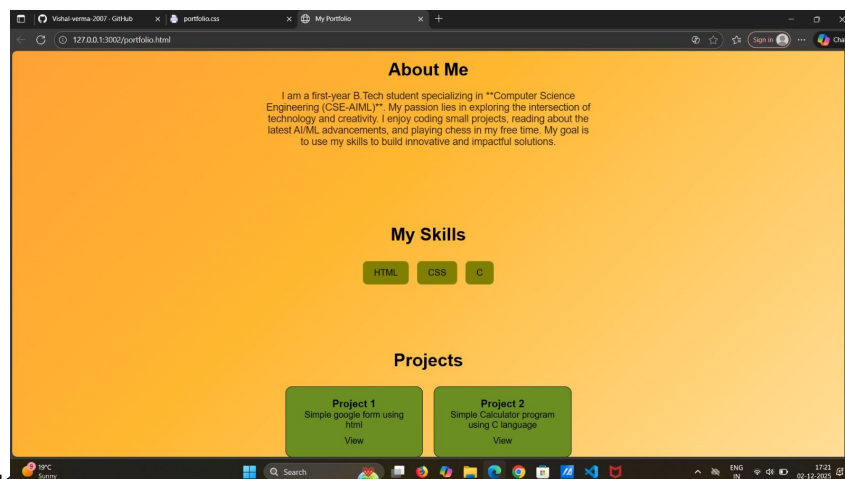 Vishal-verma-2007 · GitHub
portfolio.css
My Portfolio
127.0.0.1:3002/portfolio.html
Sign in
Cha
About Me
I am a first-year B.Tech student specializing in **Computer Science
Engineering (CSE-AIML)**. My passion lies in exploring the intersection of
technology and creativity. I enjoy coding small projects, reading about the
latest AI/ML advancements, and playing chess in my free time. My goal is
to use my skills to build innovative and impactful solutions.
My Skills
HTML CSS C
Projects
Project 1
Simple google form using
html
View
Project 2
Simple Calculator program
using C language
View
9
19°C
Sunny
Search
ENG
IN
17:21
02-12-2025